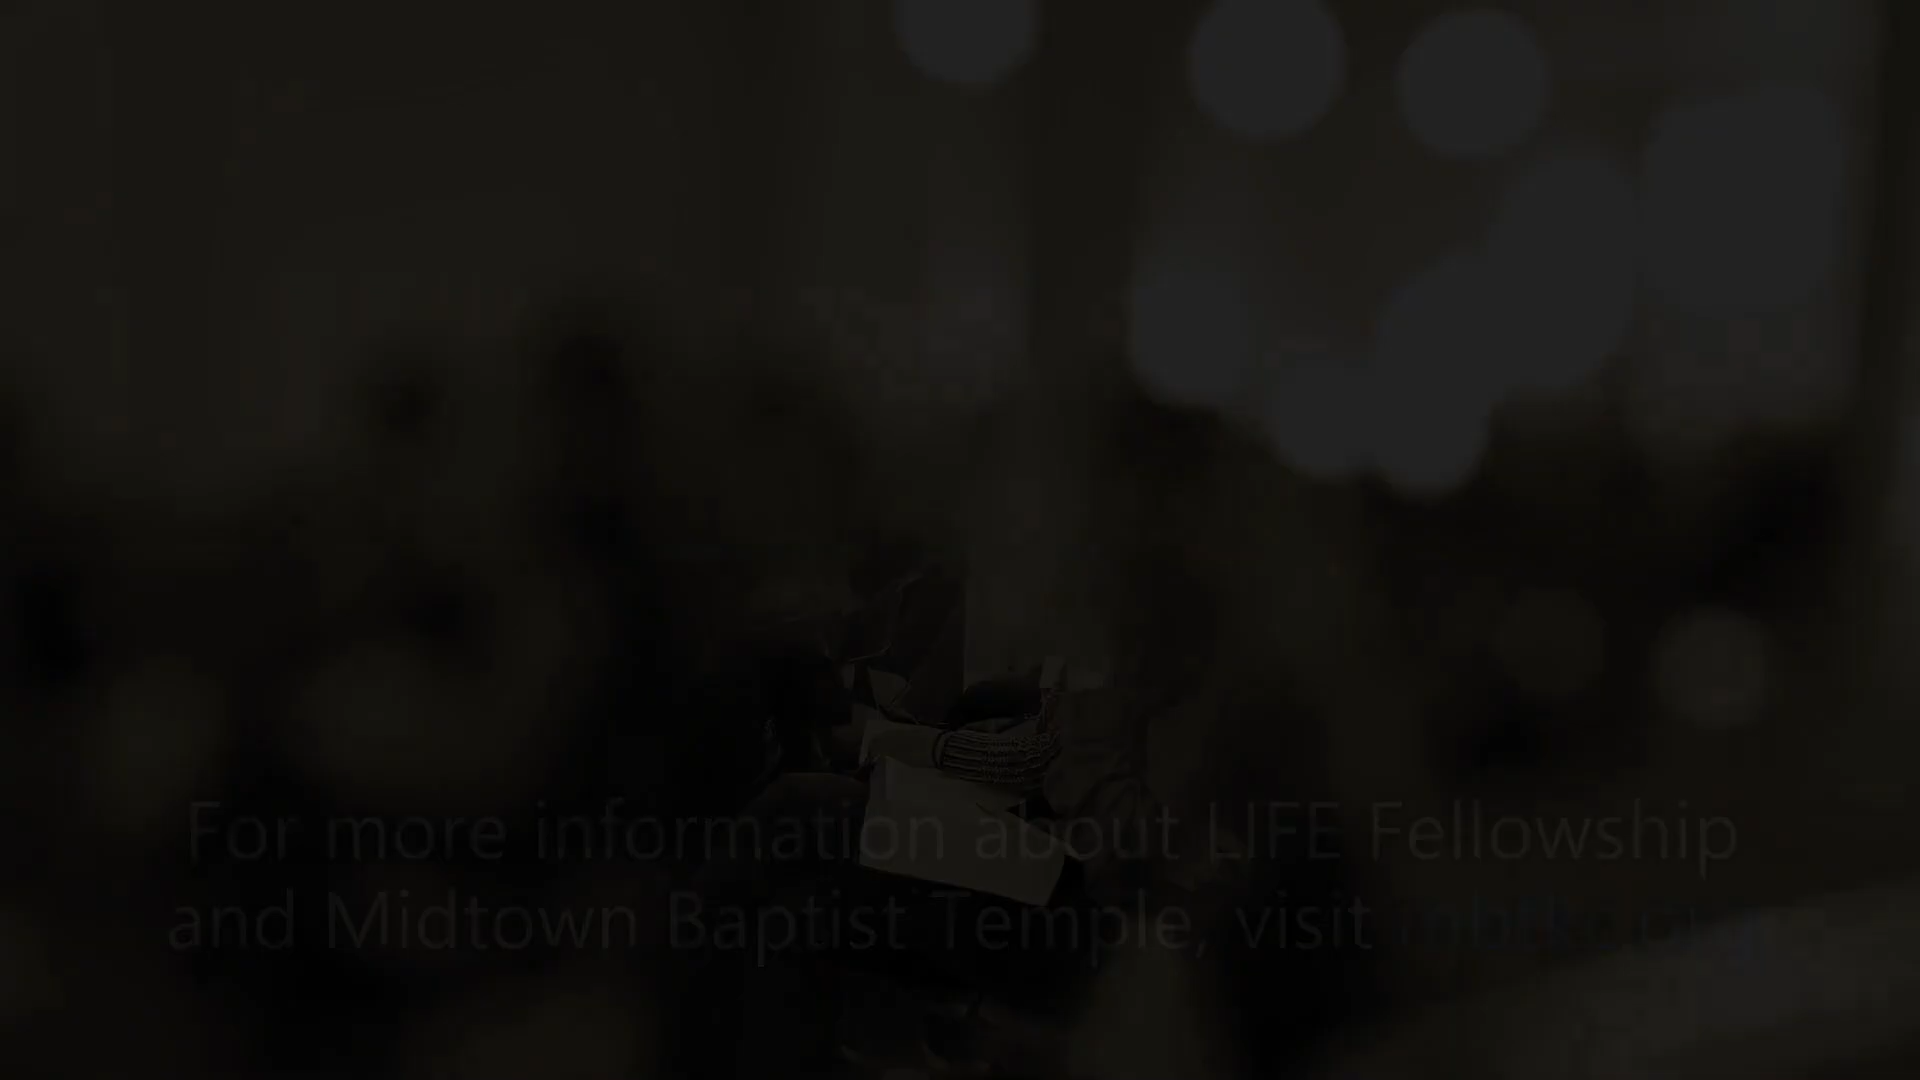 For more information about LIFE Fellowship
and Midtown Baptist Temple, visit